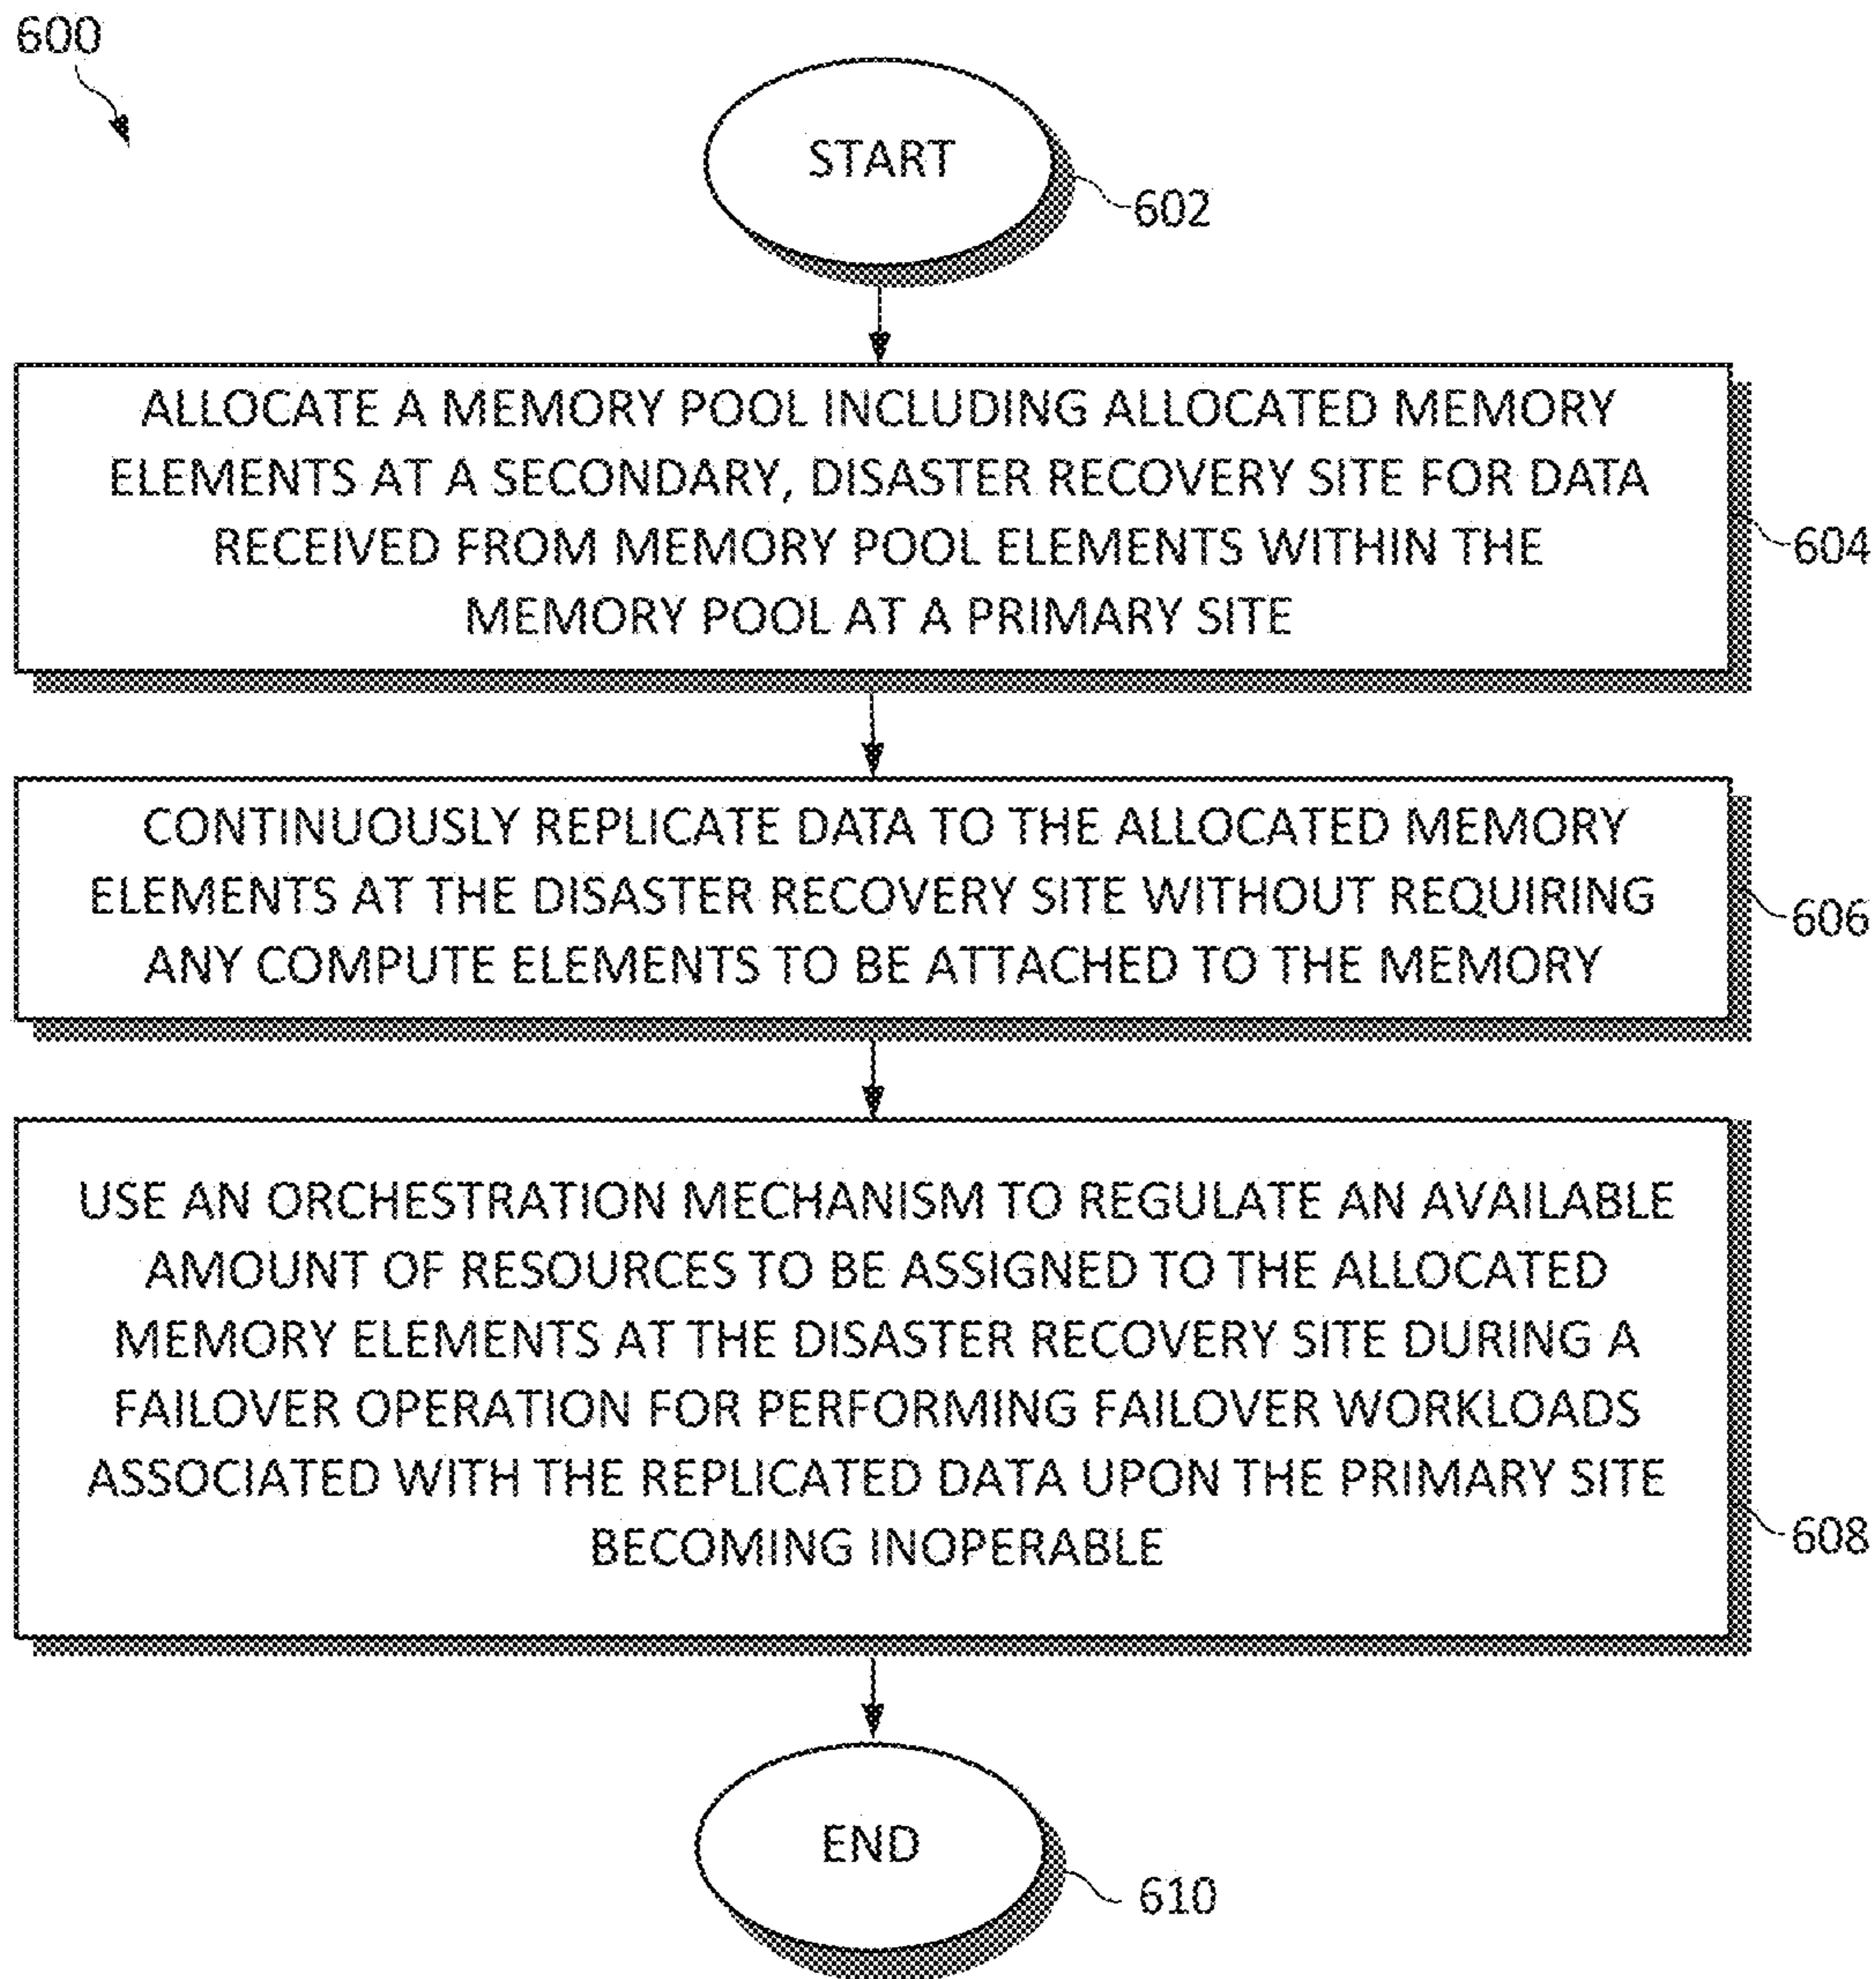 600
START
602
ALLOCATE A MEMORY POOL INCLUDING ALLOCATED MEMORY
ELEMENTS AT A SECONDARY, DISASTER RECOVERY SITE FOR DATA
RECEIVED FROM MEMORY POOL ELEMENTS WITHIN THE
MEMORY POOL AT A PRIMARY SITE
604
CONTINUOUSLY REPLICATE DATA TO THE ALLOCATED MEMORY
ELEMENTS AT THE DISASTER RECOVERY SITE WITHOUT REQUIRING
ANY COMPUTE ELEMENTS TO BE ATTACHED TO THE MEMORY
606
USE AN ORCHESTRATION MECHANISM TO REGULATE AN AVAILABLE
AMOUNT OF RESOURCES TO BE ASSIGNED TO THE ALLOCATED
MEMORY ELEMENTS AT THE DISASTER RECOVERY SITE DURING A
FAILOVER OPERATION FOR PERFORMING FAILOVER WORKLOADS
ASSOCIATED WITH THE REPLICATED DATA UPON THE PRIMARY SITE
BECOMING INOPERABLE
608
END
610